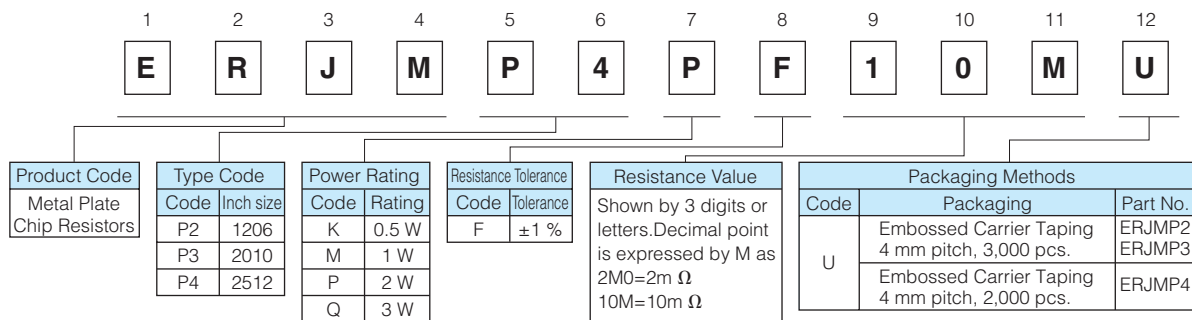 1 2 3 4 5 6 7 8 9 10 11 12
E R J M P 4 P F 1 0 M U
Product Code
Metal Plate
Chip Resistors
Type Code
Code Inch size
P2 1206
P3 2010
P4 2512
Power Rating
Code Rating
K 0.5 W
M 1 W
P 2 W
Q 3 W
Resistance Tolerance
Code Tolerance
F ±1 %
Resistance Value
Shown by 3 digits or
letters.Decimal point
is expressed by M as
2M0=2m Ω
10M=10m Ω
Packaging Methods
Code Packaging Part No.
U
Embossed Carrier Taping ERJMP2
4 mm pitch, 3,000 pcs. ERJMP3
Embossed Carrier Taping
4 mm pitch, 2,000 pcs.
ERJMP4